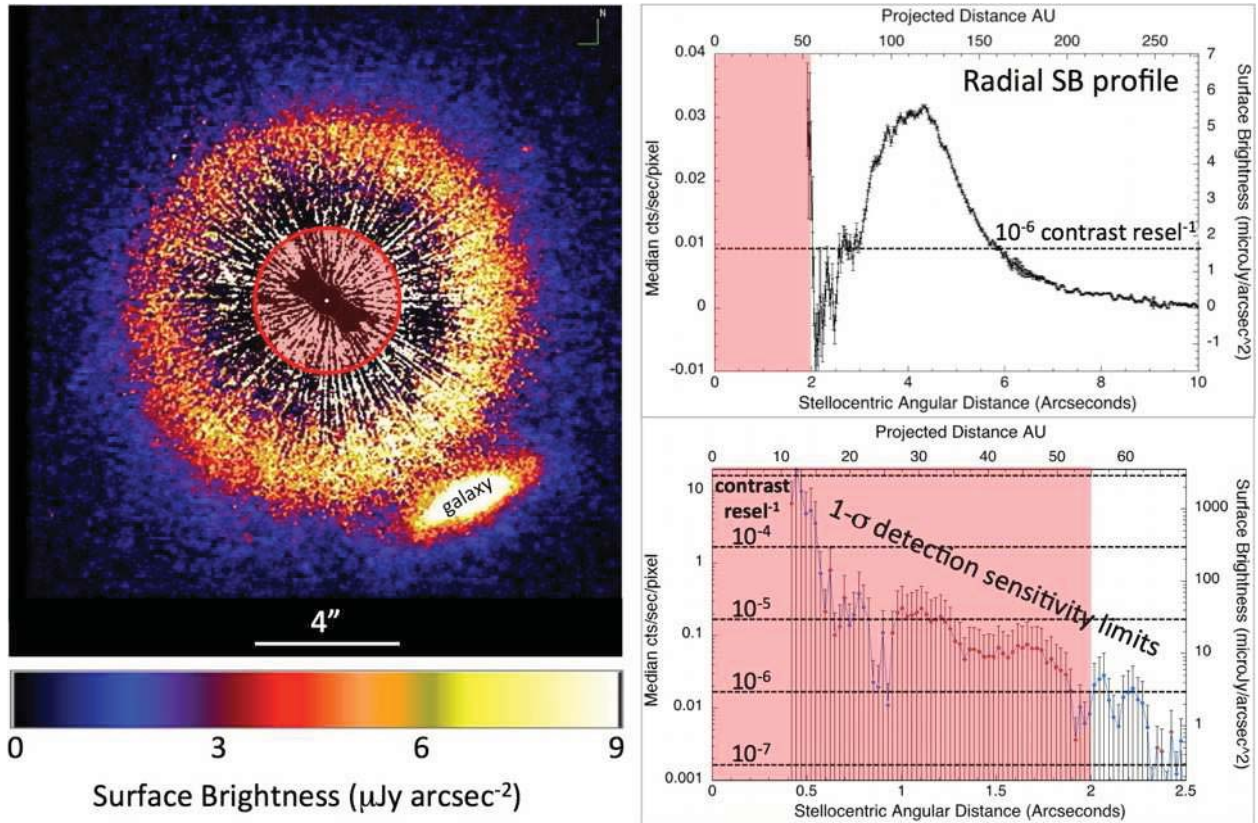 N
galaxy
4”
0 3 6 9
Surface Brightness (µJy arcsec-2)
Projected Distance AU
0 50 100 150 200 250
0.04
0.03
0.02
0.01
0
-0.01
Median cts/sec/pixel
Radial SB profile
10-6 contrast resel-1
7
6
5
4
3
2
1
0
-1
Surface Brightness (microJy/arcsec^2)
0 2 4 6 8 10
Stellocentric Angular Distance (Arcseconds)
Projected Distance AU
0 10 20 30 40 50 60
10
1
0.1
0.01
0.001
Median cts/sec/pixel
contrast
resel-1
10-4
10-5
10-6
10-7
1-σ detection sensitivity limits
1000
100
10
1
Surface Brightness (microJy/arcsec^2)
0.5 1 1.5 2 2.5
Stellocentric Angular Distance (Arcseconds)